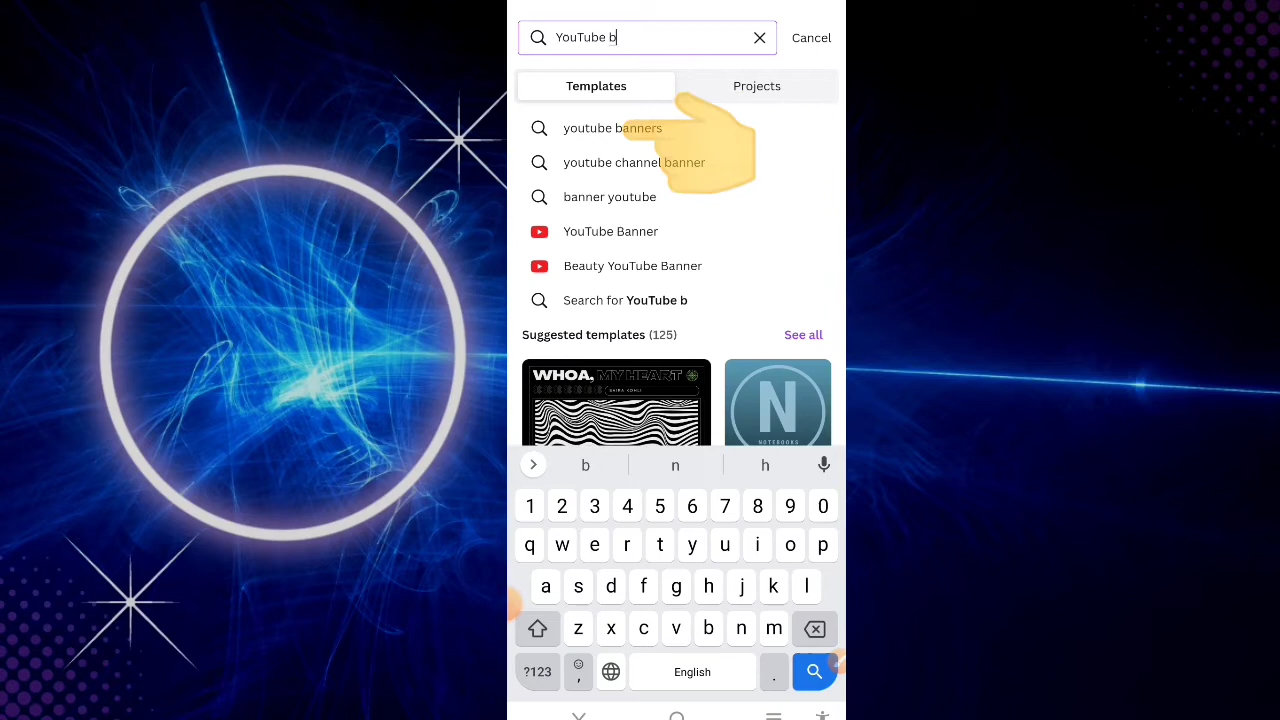 YouTube b
Cancel
Templates
Projects
youtube banners
youtube channel banner
banner youtube
YouTube Banner
Beauty YouTube Banner
Search for YouTube b
Suggested templates (125)
See all
WHOA, MY HEART
SHIRA KOHLI
N
NOTEBOOKS
b n h
1 2 3 4 5 6 7 8 9 0
q w e r t y u i o p
a s d f g h j k l
z x c v b n m
?123 , English .